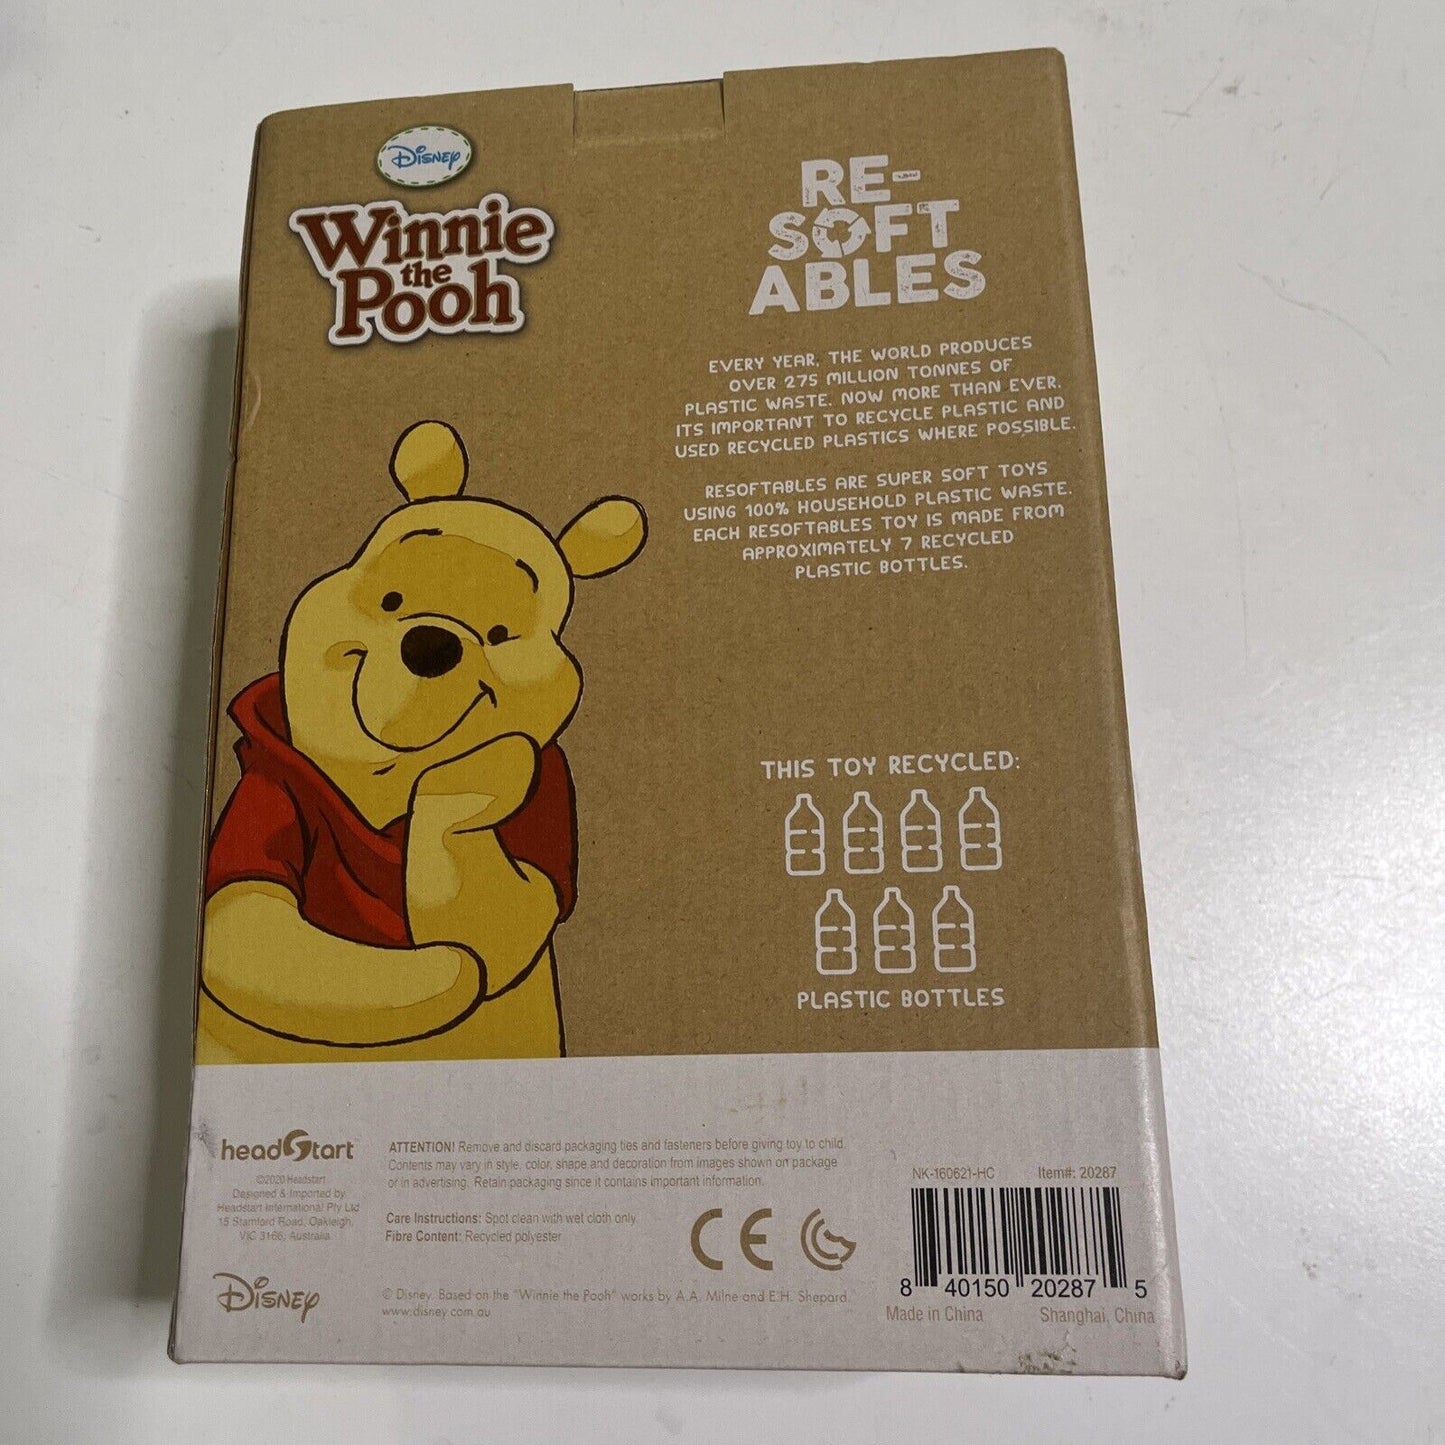 Disney
Winnie
the
Pooh
RE-
SOFT
ABLES
EVERY YEAR, THE WORLD PRODUCES
OVER 275 MILLION TONNES OF
PLASTIC WASTE. NOW MORE THAN EVER,
ITS IMPORTANT TO RECYCLE PLASTIC AND
USED RECYCLED PLASTICS WHERE POSSIBLE.
RESOFTABLES ARE SUPER SOFT TOYS
USING 100% HOUSEHOLD PLASTIC WASTE.
EACH RESOFTABLES TOY IS MADE FROM
APPROXIMATELY 7 RECYCLED
PLASTIC BOTTLES.
THIS TOY RECYCLED:
PLASTIC BOTTLES
headstart
©2020 Headstart
Designed & Imported by
Headstart International Pty Ltd
15 Stamford Road, Oakleigh,
VIC 3166, Australia
Disney
ATTENTION! Remove and discard packaging ties and fasteners before giving toy to child.
Contents may vary in style, color, shape and decoration from images shown on package
or in advertising. Retain packaging since it contains important information.
Care Instructions: Spot clean with wet cloth only
Fibre Content: Recycled polyester
CE
© Disney. Based on the "Winnie the Pooh" works by A.A. Milne and E.H. Shepard.
www.disney.com.au
NK-160621-HC Item#: 20287
8 40150 20287 5
Made in China Shanghai, China